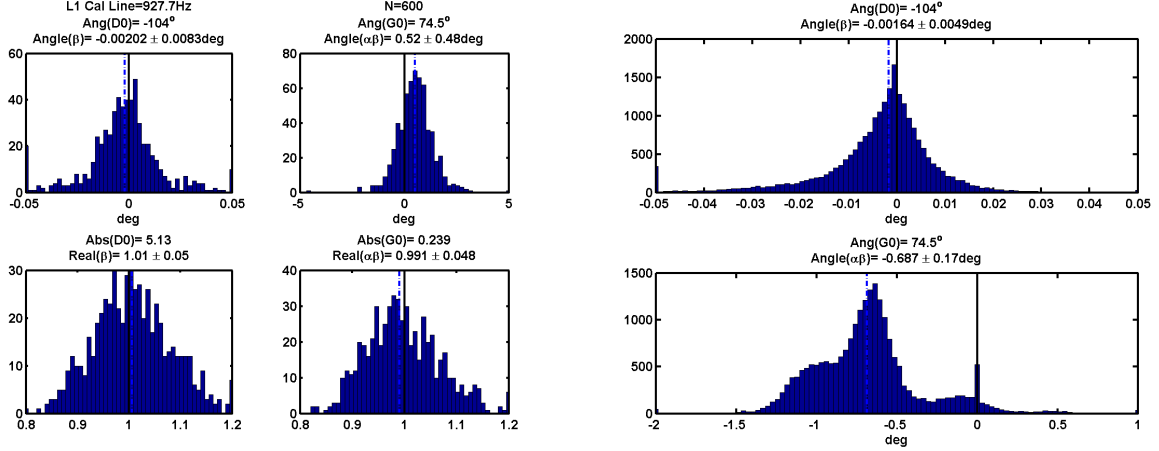 L1 Cal Line=927.7Hz
Ang(D0)= -104°
Angle(β)= -0.00202 ± 0.0083deg
60
40
20
0
-0.05 0 0.05
deg
N=600
Ang(G0)= 74.5°
Angle(αβ)= 0.52 ± 0.48deg
80
60
40
20
0
-5 0 5
deg
Ang(D0)= -104°
Angle(β)= -0.00164 ± 0.0049deg
2000
1500
1000
500
0
-0.05 -0.04 -0.03 -0.02 -0.01 0 0.01 0.02 0.03 0.04 0.05
deg
Abs(D0)= 5.13
Real(β)= 1.01 ± 0.05
30
20
10
0
0.8 0.9 1 1.1 1.2
Abs(G0)= 0.239
Real(αβ)= 0.991 ± 0.048
40
30
20
10
0
0.8 0.9 1 1.1 1.2
Ang(G0)= 74.5°
Angle(αβ)= -0.687 ± 0.17deg
1500
1000
500
0
-2 -1.5 -1 -0.5 0 0.5 1
deg